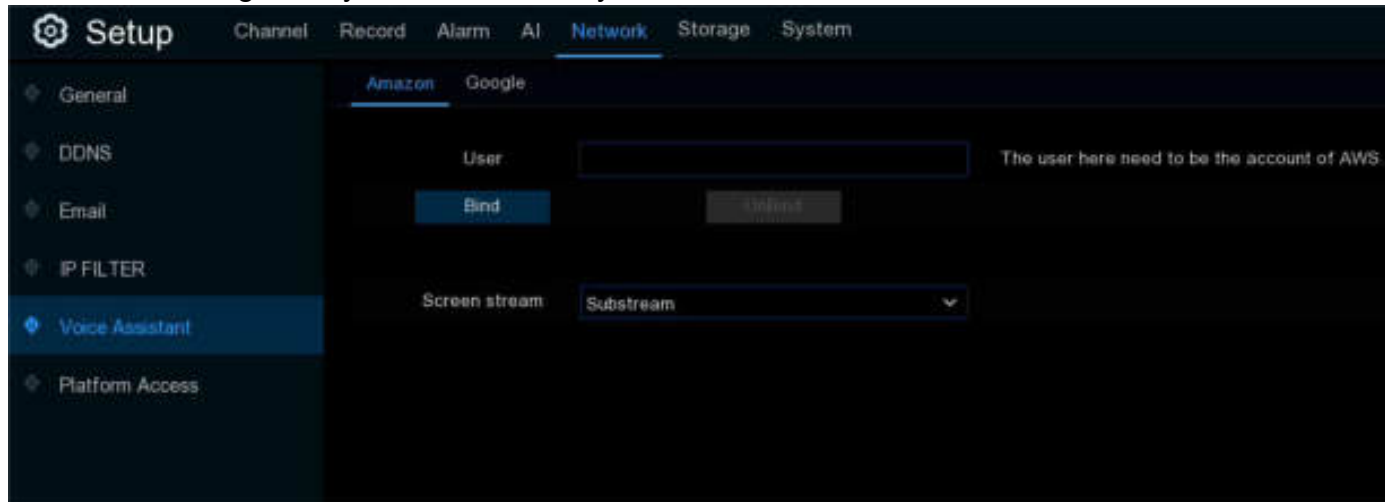 Setup Channel Record Alarm AI Network Storage System
Amazon Google
General
DDNS
User The user here need to be the account of AWS
Email
Bind Unbind
IP FILTER
Screen stream Substream
Voice Assistant
Platform Access